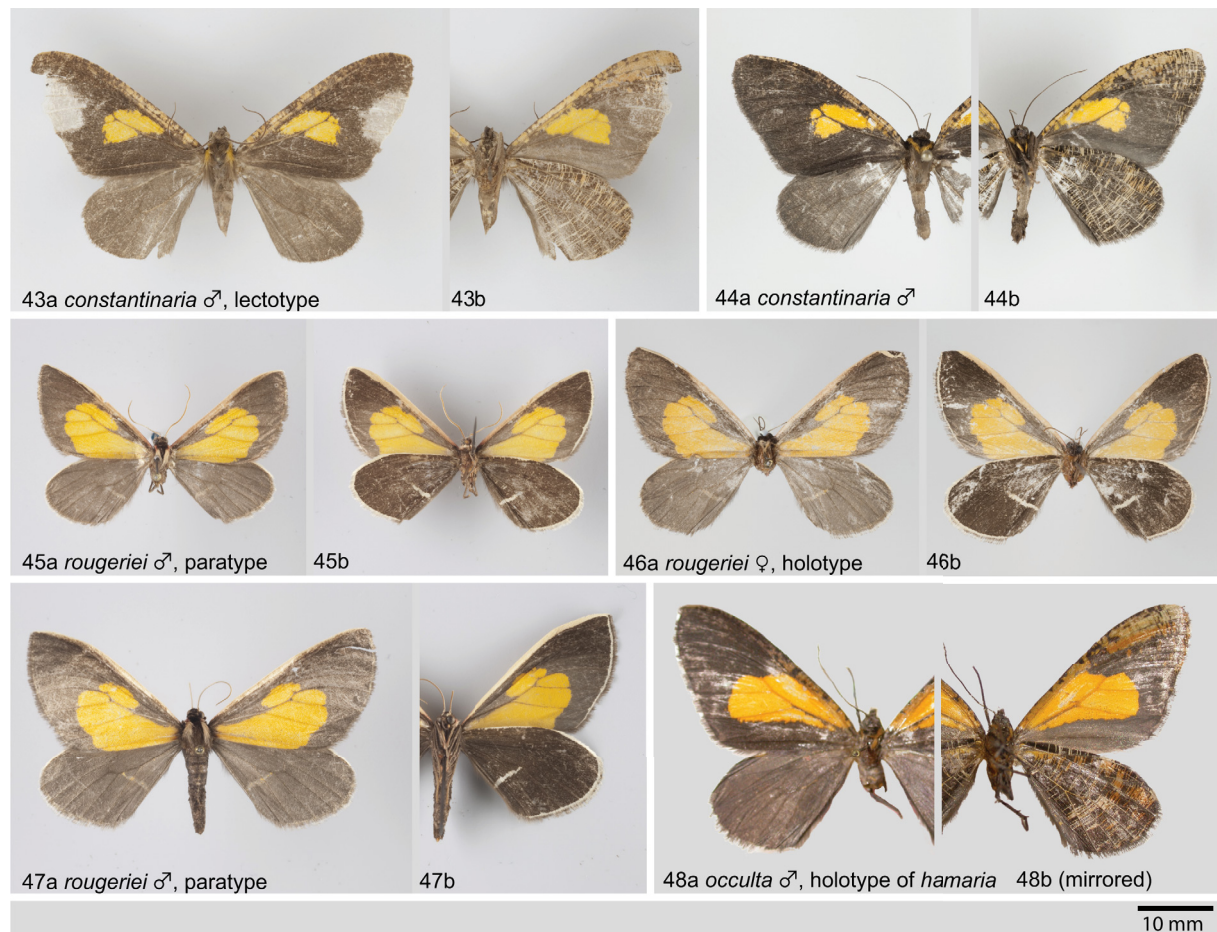 43a constantinaria ♂, lectotype
43b
44a constantinaria ♂
44b
45a rougeriei ♂, paratype
45b
46a rougeriei ♀, holotype
46b
47a rougeriei ♂, paratype
47b
48a occulta ♂, holotype of hamaria
48b (mirrored)
10 mm